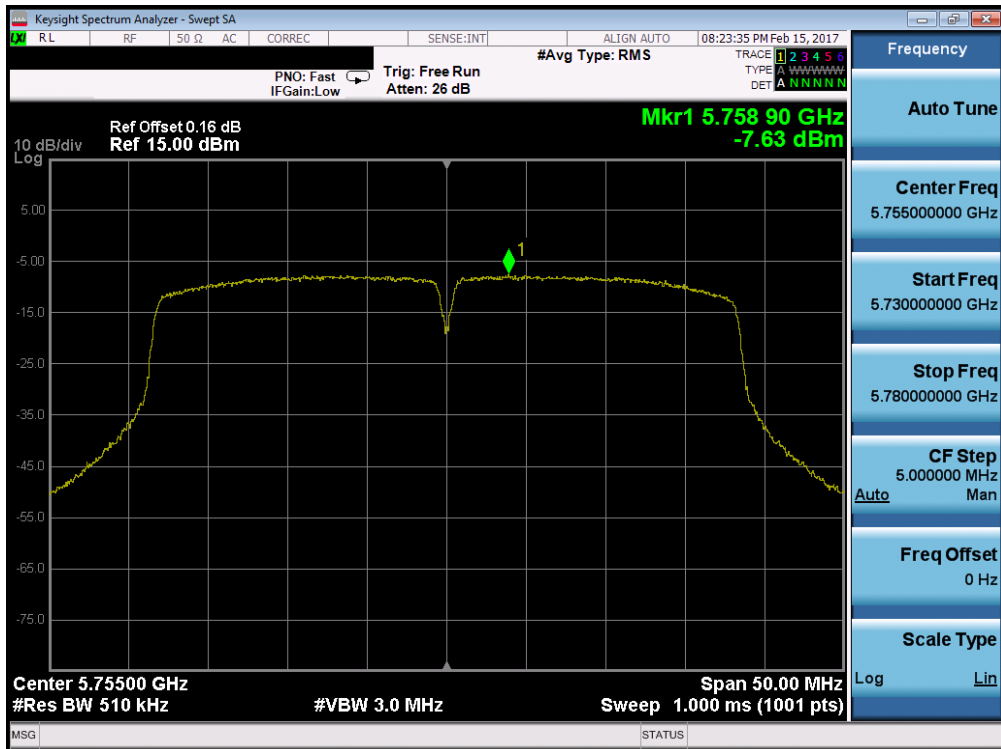 Keysight Spectrum Analyzer - Swept SA
LXI RL RF 50 Ω AC CORREC SENSE:INT ALIGN AUTO 08:23:35 PM Feb 15, 2017
#Avg Type: RMS
TRACE 1 2 3 4 5 6
TYPE A WWWWW
DET A N N N N N
PNO: Fast
IFGain:Low
Trig: Free Run
Atten: 26 dB
Mkr1 5.758 90 GHz
-7.63 dBm
Ref Offset 0.16 dB
Ref 15.00 dBm
10 dB/div
Log
5.00
-5.00
-15.0
-25.0
-35.0
-45.0
-55.0
-65.0
-75.0
1
Center 5.75500 GHz
Span 50.00 MHz
#Res BW 510 kHz
#VBW 3.0 MHz
Sweep 1.000 ms (1001 pts)
MSG
STATUS
Frequency
Auto Tune
Center Freq
5.755000000 GHz
Start Freq
5.730000000 GHz
Stop Freq
5.780000000 GHz
CF Step
5.000000 MHz
Auto Man
Freq Offset
0 Hz
Scale Type
Log Lin